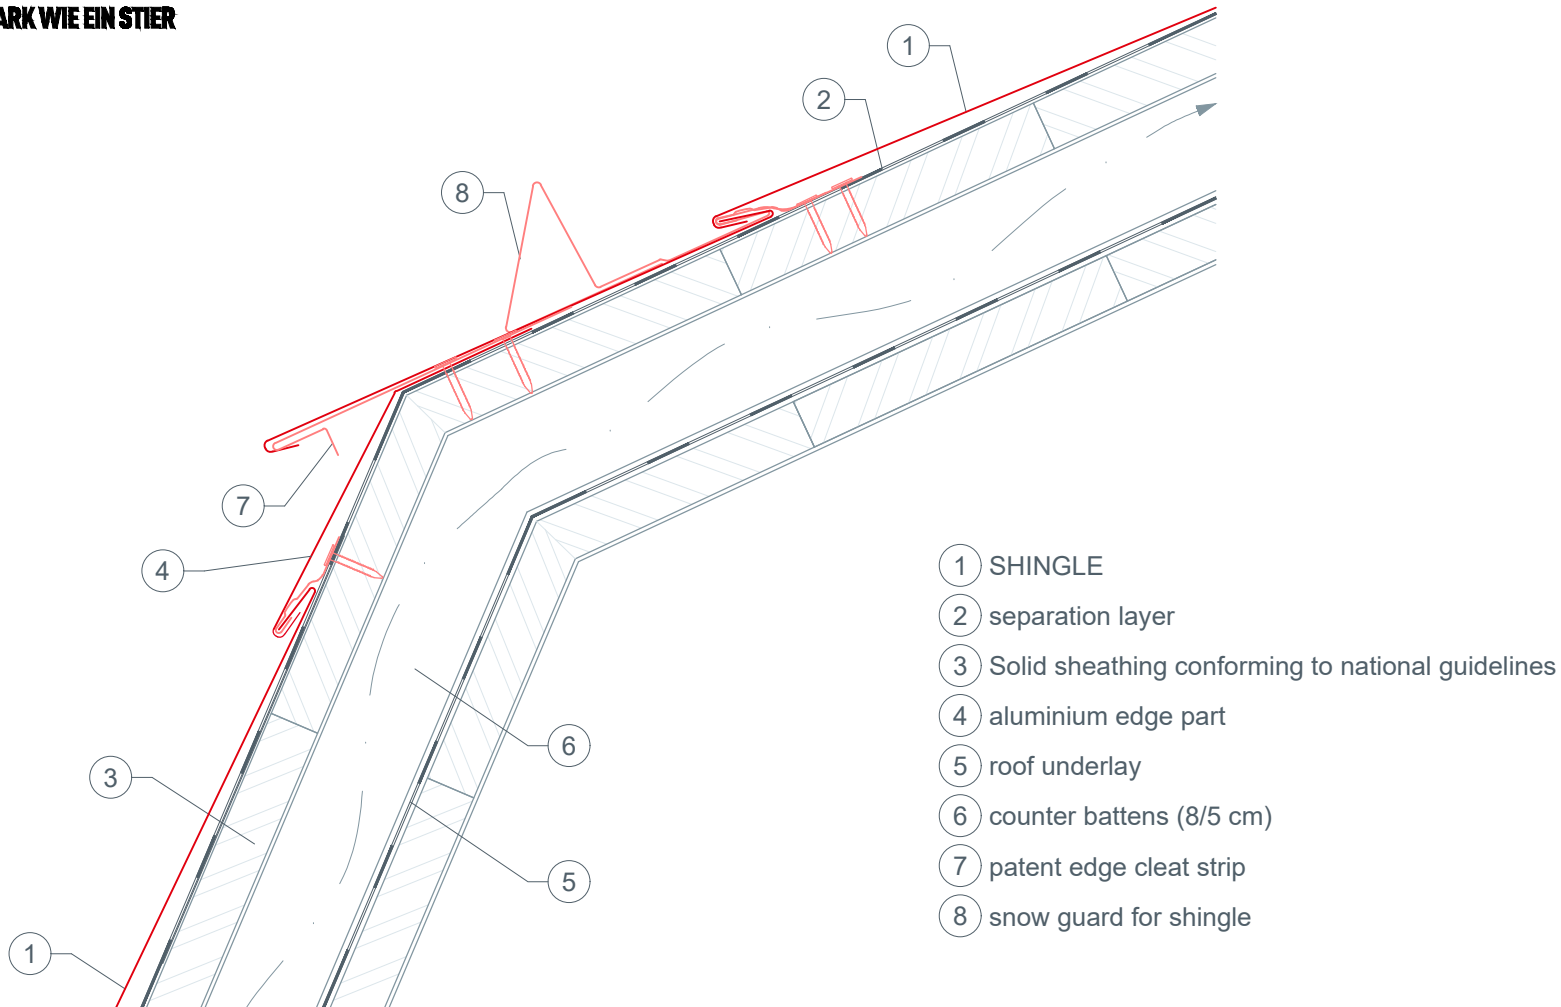 ARK WIE EIN STIER
1
2
8
7
4
3
6
5
1
1 SHINGLE
2 separation layer
3 Solid sheathing conforming to national guidelines
4 aluminium edge part
5 roof underlay
6 counter battens (8/5 cm)
7 patent edge cleat strip
8 snow guard for shingle